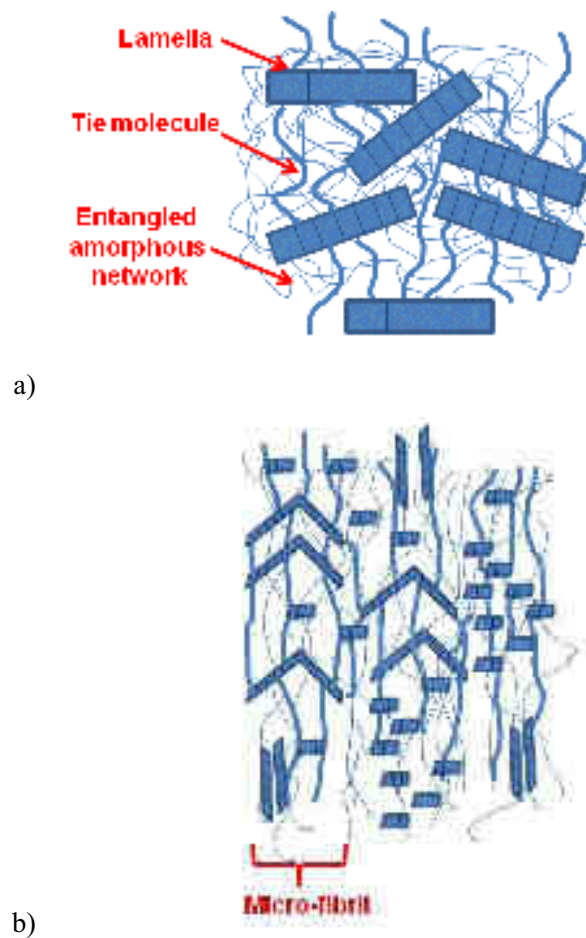 Lamella
Tie molecule
Entangled
amorphous
network
a)
Micro-fibril
b)